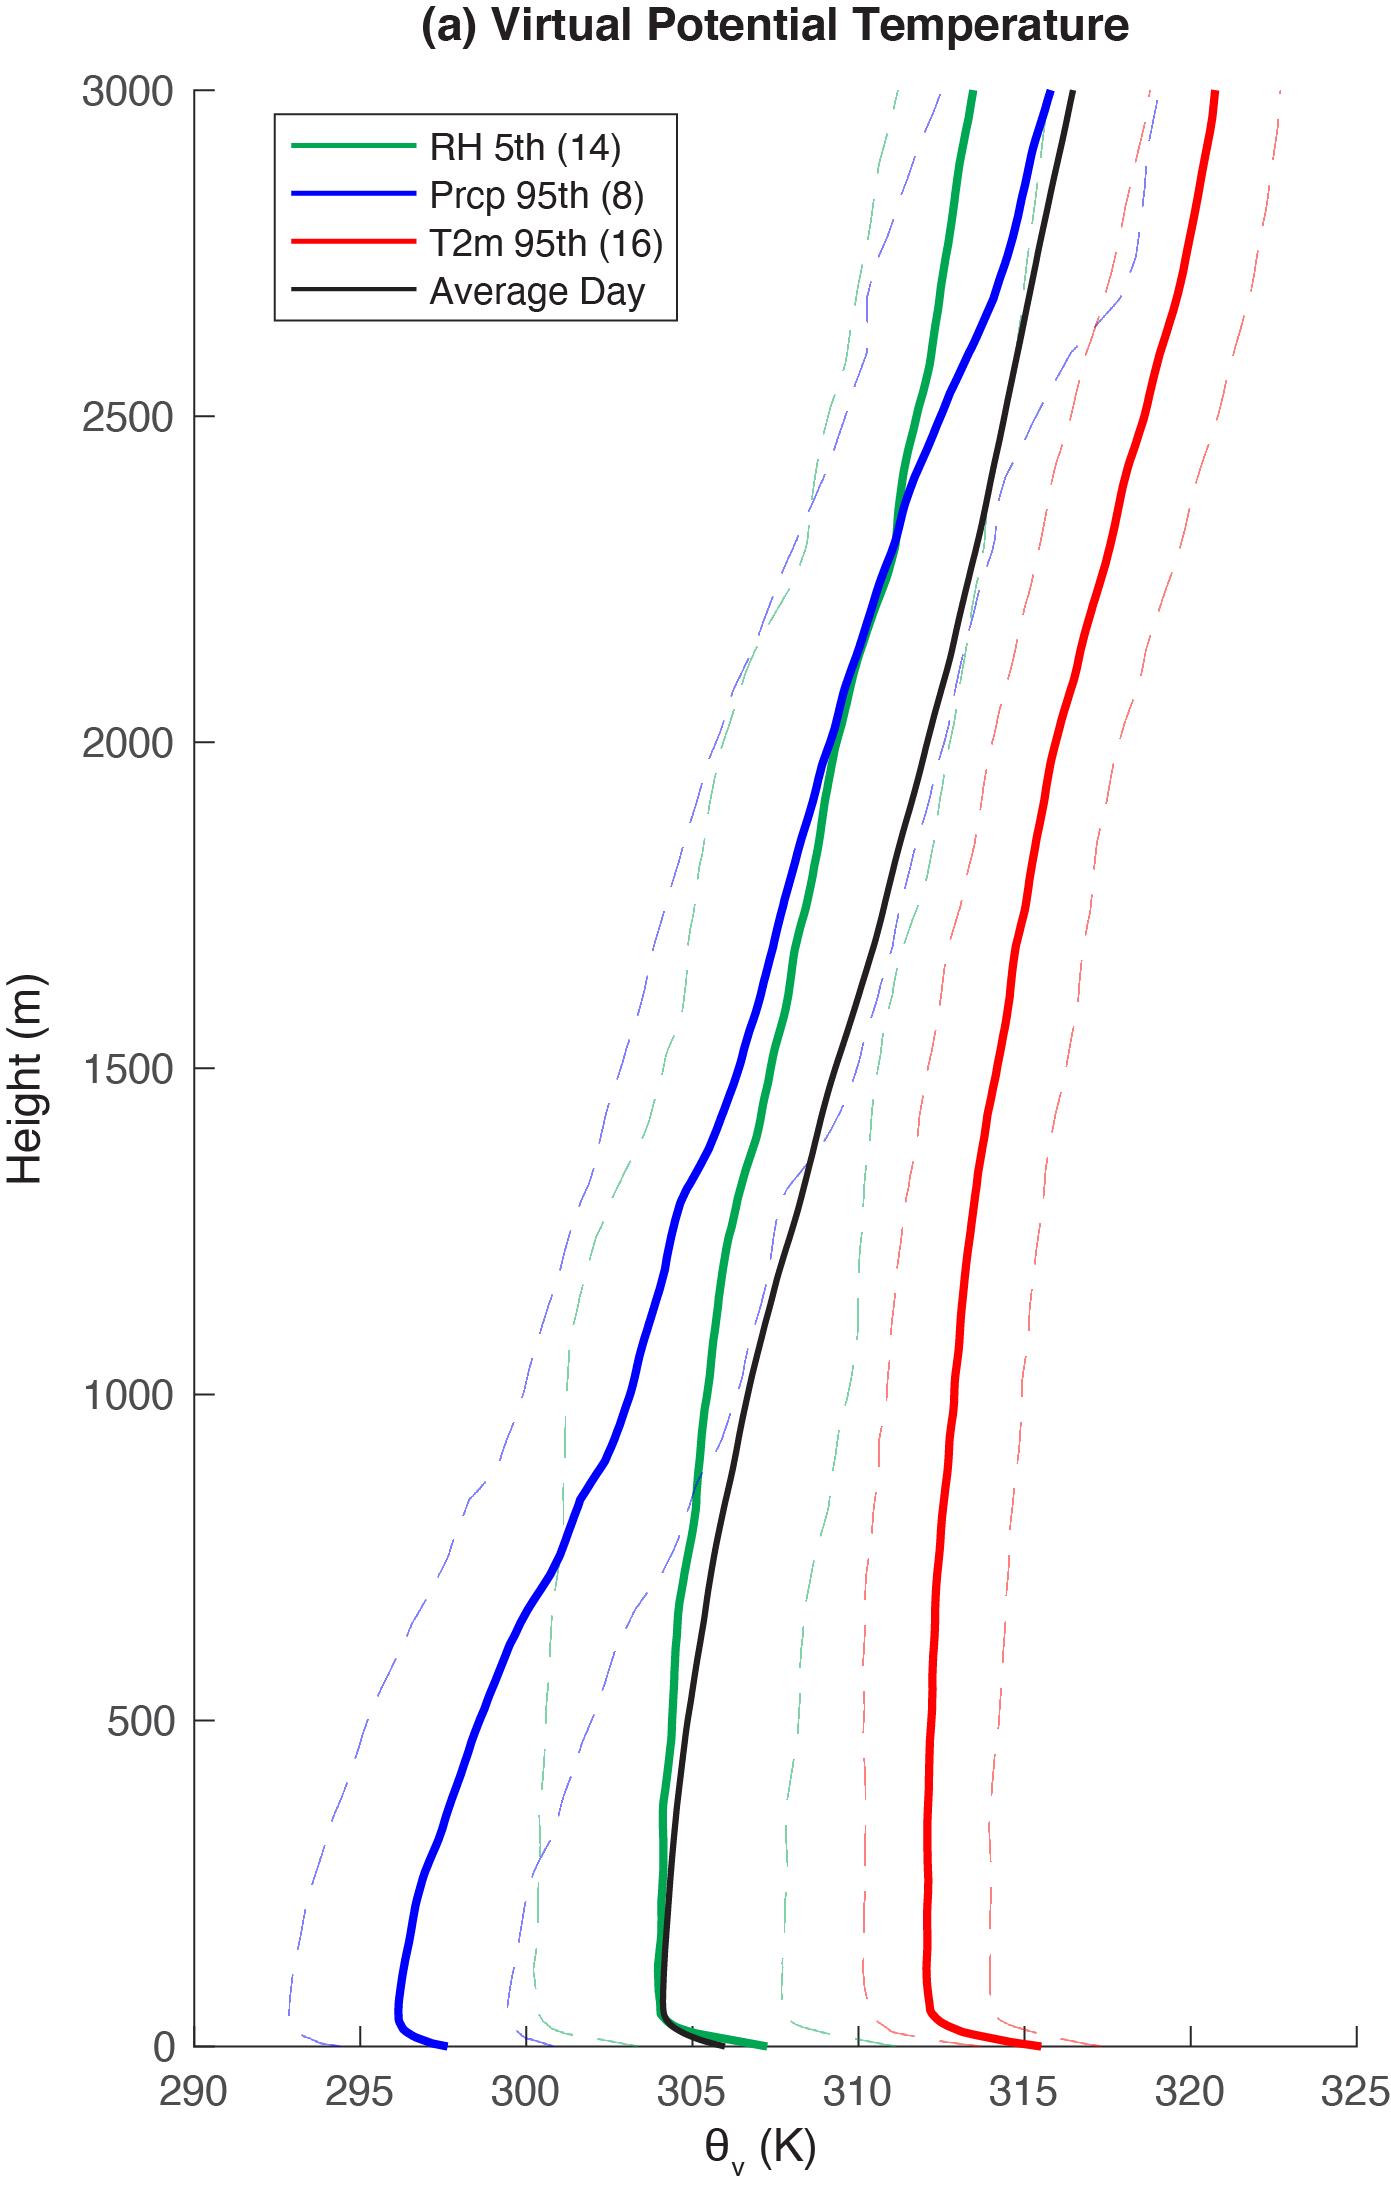 (a) Virtual Potential Temperature
3000
2500
2000
1500
1000
500
0
Height (m)
RH 5th (14)
Prcp 95th (8)
T2m 95th (16)
Average Day
290 295 300 305 310 315 320 325
θv (K)